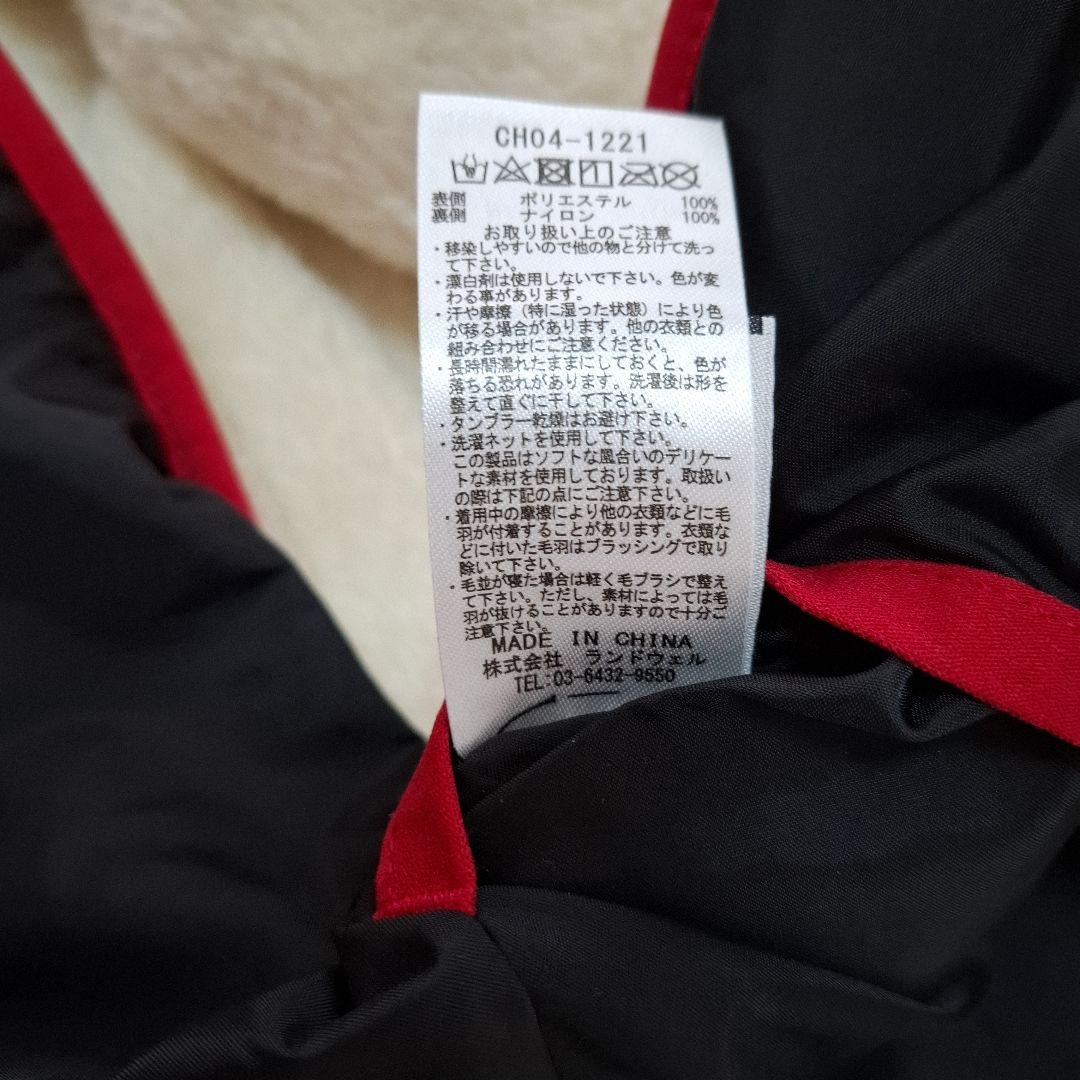 CH04-1221
表側 ポリエステル 100%
裏側 ナイロン 100%
お取り扱い上のご注意
・移染しやすいので他の物と分けて洗っ
て下さい。
・漂白剤は使用しないで下さい。色が変
わる事があります。
・汗や摩擦（特に湿った状態）により色
が移る場合があります。他の衣類との
組み合わせにご注意ください。
・長時間濡れたままにしておくと、色が
落ちる恐れがあります。洗濯後は形を
整えて直ぐに干して下さい。
・タンブラー乾燥はお避け下さい。
・洗濯ネットを使用して下さい。
この製品はソフトな風合いのデリケー
トな素材を使用しております。取扱い
の際は下記の点にご注意下さい。
・着用中の摩擦により他の衣類などに毛
羽が付着することがあります。衣類な
どに付いた毛羽はブラッシングで取り
除いて下さい。
・毛並が寝た場合は軽く毛ブラシで整え
て下さい。ただし、素材によっては毛
羽が抜けることがありますので十分ご
注意下さい。
MADE IN CHINA
株式会社 ランドウェル
TEL:03-6432-9550